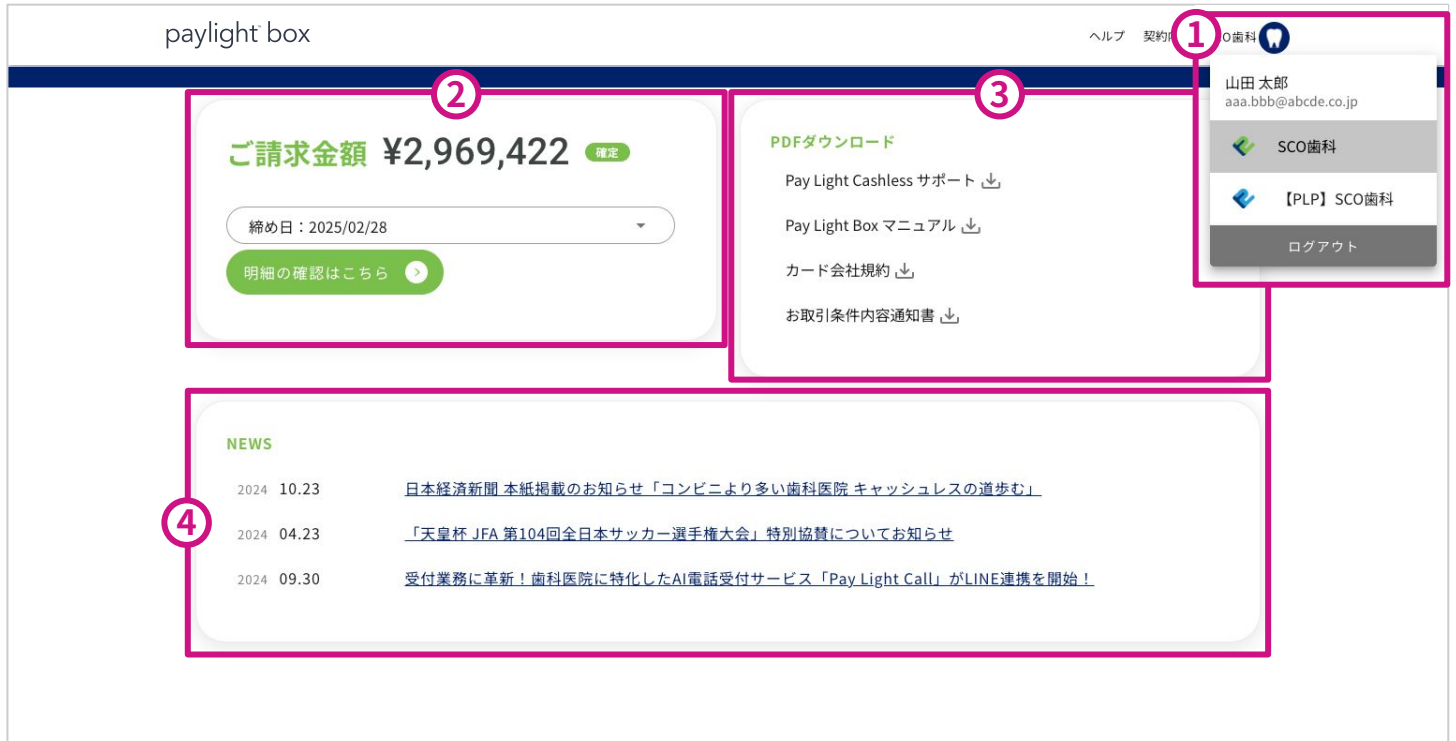 paylight box
ヘルプ 契約 ① O歯科
山田 太郎
aaa.bbb@abcde.co.jp
SCO歯科
【PLP】SCO歯科
ログアウト
②
ご請求金額 ¥2,969,422 確定
締め日：2025/02/28
明細の確認はこちら
③
PDFダウンロード
Pay Light Cashless サポート
Pay Light Box マニュアル
カード会社規約
お取引条件内容通知書
④
NEWS
2024 10.23 日本経済新聞 本紙掲載のお知らせ「コンビニより多い歯科医院 キャッシュレスの道歩む」
2024 04.23 「天皇杯 JFA 第104回全日本サッカー選手権大会」特別協賛についてお知らせ
2024 09.30 受付業務に革新！歯科医院に特化したAI電話受付サービス「Pay Light Call」がLINE連携を開始！